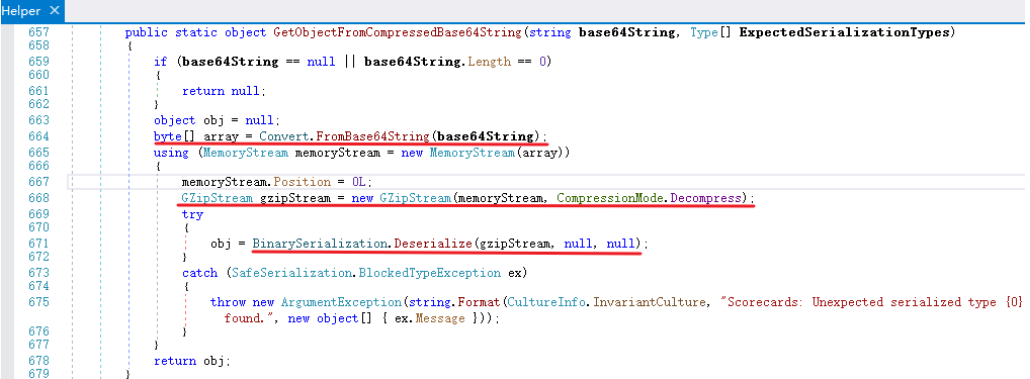 Helper ×
657 public static object GetObjectFromCompressedBase64String(string base64String, Type[] ExpectedSerializationTypes)
658 {
659 if (base64String == null || base64String.Length == 0)
660 {
661 return null;
662 }
663 object obj = null;
664 byte[] array = Convert.FromBase64String(base64String);
665 using (MemoryStream memoryStream = new MemoryStream(array))
666 {
667 memoryStream.Position = 0L;
668 GZipStream gzipStream = new GZipStream(memoryStream, CompressionMode.Decompress);
669 try
670 {
671 obj = BinarySerialization.Deserialize(gzipStream, null, null);
672 }
673 catch (SafeSerialization.BlockedTypeException ex)
674 {
675 throw new ArgumentException(string.Format(CultureInfo.InvariantCulture, "Scorecards: Unexpected serialized type {0}
found.", new object[] { ex.Message }));
676 }
677 }
678 return obj;
679 }